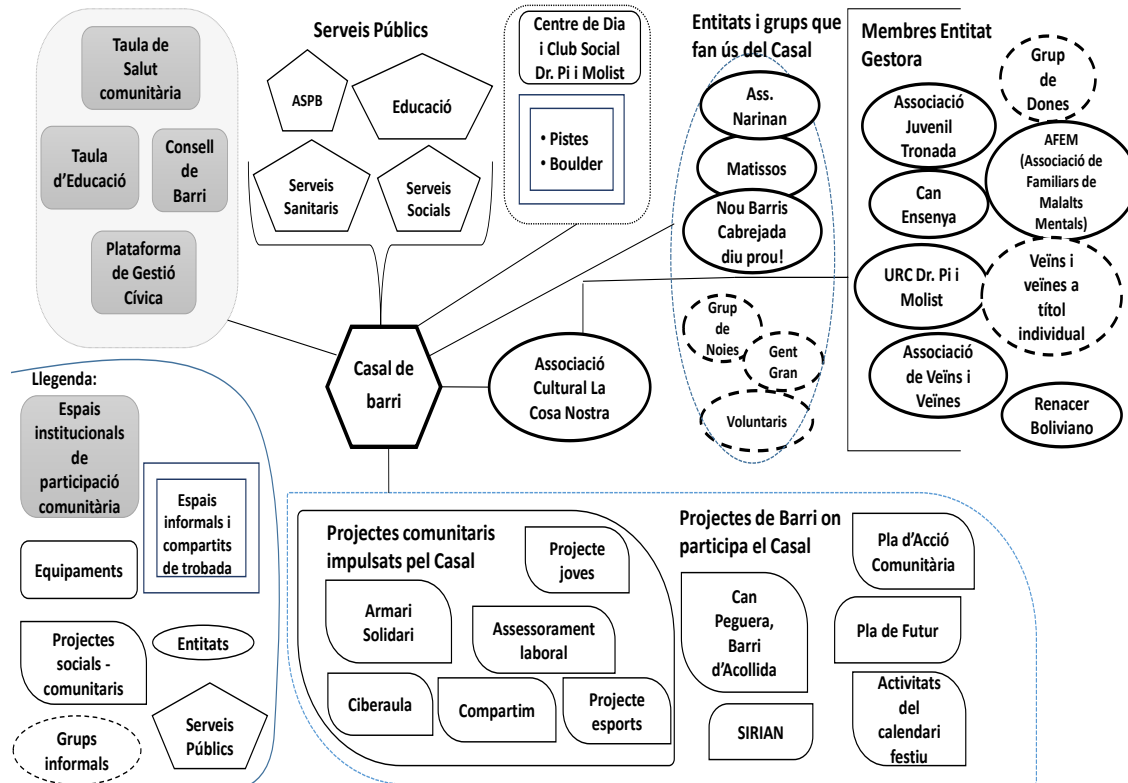 Taula de
Salut
comunitària
Taula
d'Educació
Consell
de
Barri
Plataforma
de Gestió
Cívica
Serveis Públics
ASPB
Educació
Serveis
Sanitaris
Serveis
Socials
Centre de Dia
i Club Social
Dr. Pi i Molist
• Pistes
• Boulder
Entitats i grups que
fan ús del Casal
Ass.
Narinan
Matissos
Nou Barris
Cabrejada
diu prou!
Grup
de
Noies
Gent
Gran
Voluntaris
Membres Entitat
Gestora
Grup
de
Dones
Associació
Juvenil
Tronada
AFEM
(Associació de
Familiars de
Malalts
Mentals)
Can
Ensenya
URC Dr. Pi i
Molist
Veïns i
veïnes a
títol
individual
Associació
de Veïns i
Veïnes
Renacer
Boliviano
Casal de
barri
Associació
Cultural La
Cosa Nostra
Llegenda:
Espais
institucionals
de
participació
comunitària
Espais
informals i
compartits
de trobada
Equipaments
Projectes
socials -
comunitaris
Entitats
Grups
informals
Serveis
Públics
Projectes comunitaris
impulsats pel Casal
Projecte
joves
Armari
Solidari
Assessorament
laboral
Ciberaula
Compartim
Projecte
esports
Projectes de Barri on
participa el Casal
Can
Peguera,
Barri
d'Acollida
SIRIAN
Pla d'Acció
Comunitària
Pla de Futur
Activitats
del
calendari
festiu